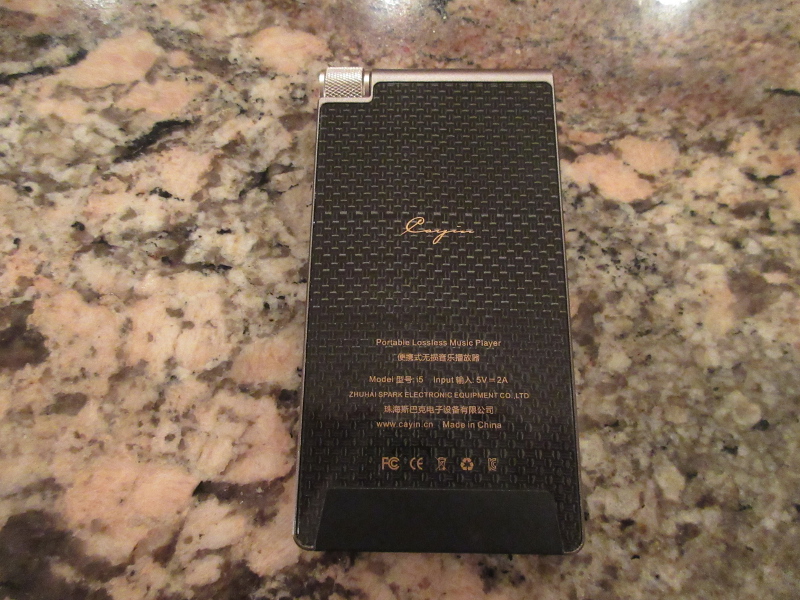 Cayin
Portable Lossless Music Player
便携式无损音乐播放器
Model 型号: i5 Input 输入: 5V=2A
ZHUHAI SPARK ELECTRONIC EQUIPMENT CO.,LTD
珠海斯巴克电子设备有限公司
www.cayin.cn Made in China
FC CE